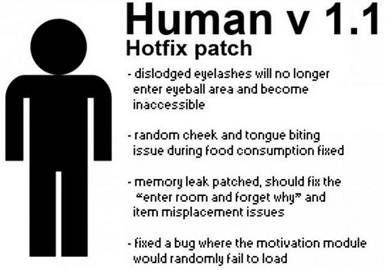 Human v 1.1
Hotfix patch
- dislodged eyelashes will no longer
enter eyeball area and become
inaccessible
- random cheek and tongue biting
issue during food consumption fixed
- memory leak patched, should fix the
"enter room and forget why" and
item misplacement issues
- fixed a bug where the motivation module
would randomly fail to load